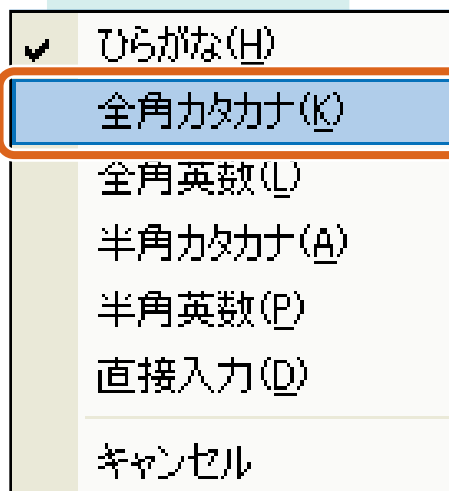 ひらがな(H)
全角カタカナ(K)
全角英数(L)
半角カタカナ(A)
半角英数(P)
直接入力(D)
キャンセル